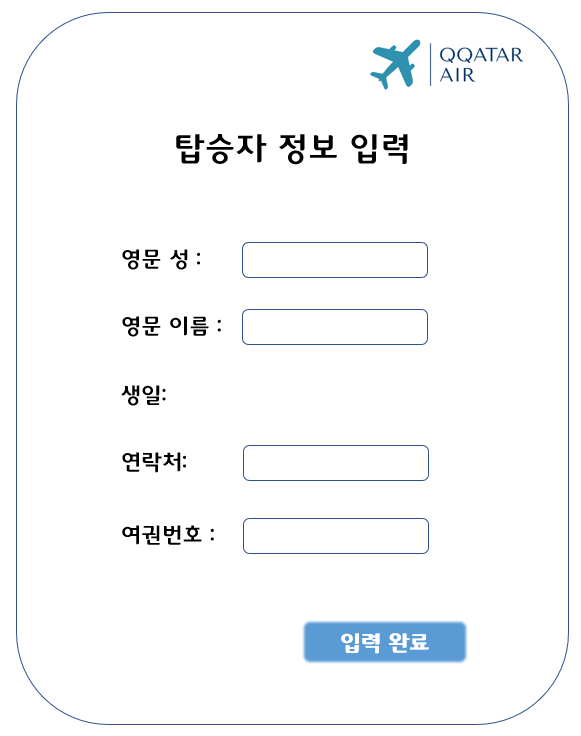 QQATAR
AIR
탑승자 정보 입력
영문 성 :
영문 이름 :
생일:
연락처:
여권번호 :
입력 완료